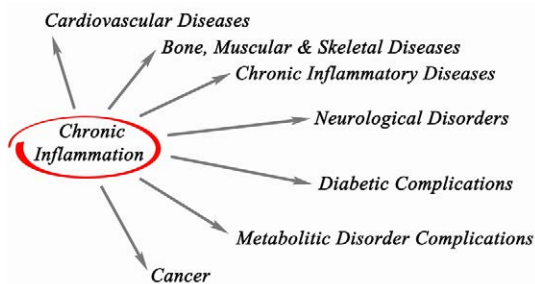 Cardiovascular Diseases
Bone, Muscular & Skeletal Diseases
Chronic Inflammatory Diseases
Neurological Disorders
Chronic
Inflammation
Diabetic Complications
Metabolitic Disorder Complications
Cancer